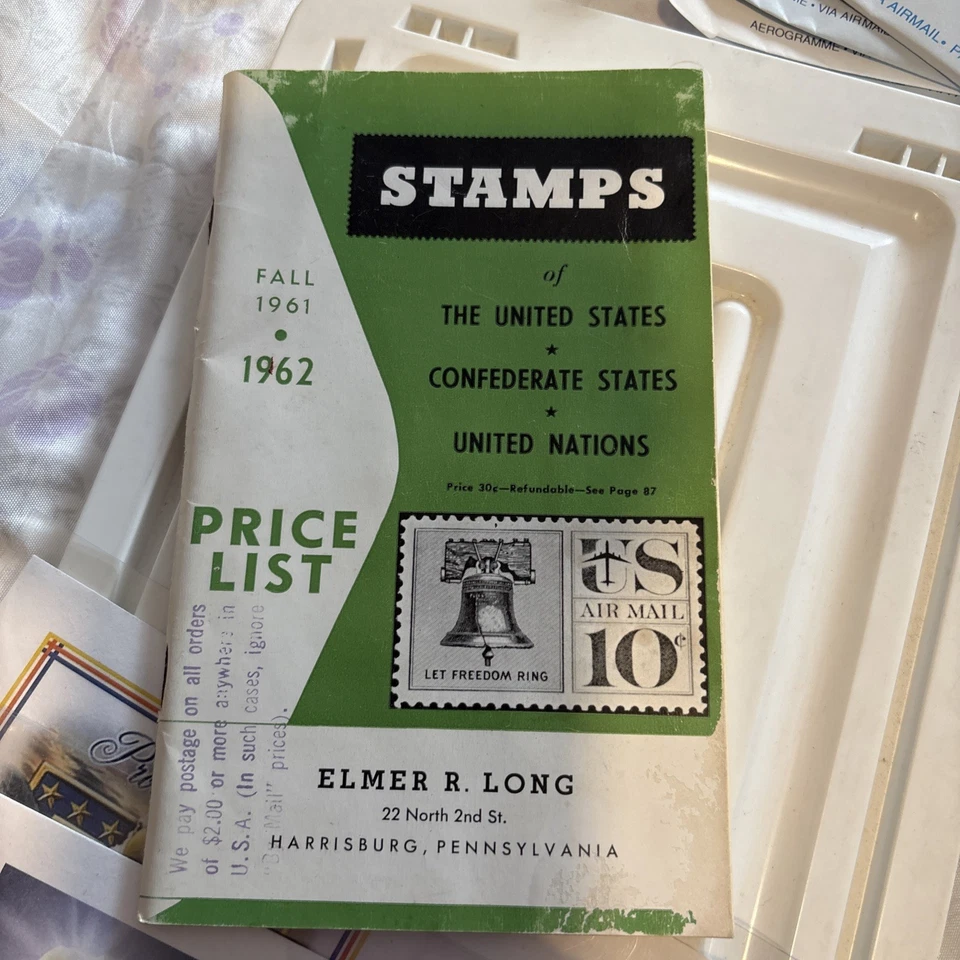 VIA AIRMAIL
AIRMAIL
AEROGRAMME
STAMPS
of
THE UNITED STATES
CONFEDERATE STATES
UNITED NATIONS
Price 30¢—Refundable—See Page 87
FALL
1961
1962
PRICE
LIST
LET FREEDOM RING
US
AIR MAIL
10¢
We pay postage on all orders
of $2.00 or more anywhere in
U.S.A. (In such cases, ignore
"By Mail" prices).
ELMER R. LONG
22 North 2nd St.
HARRISBURG, PENNSYLVANIA